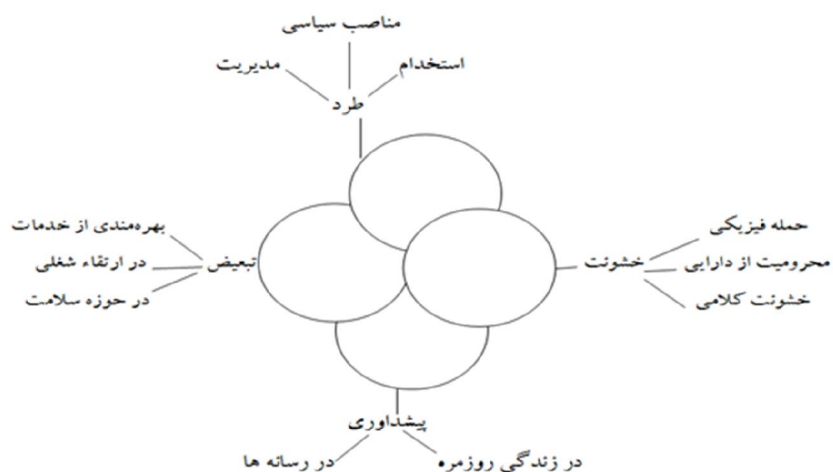 مناصب سیاسی
استخدام
مدیریت
طرد
حمله فیزیکی
محرومیت از دارایی
خشونت
خشونت کلامی
بهره‌مندی از خدمات
تبعیض
در ارتقاء شغلی
در حوزه سلامت
پیشداوری
در زندگی روزمره
در رسانه ها